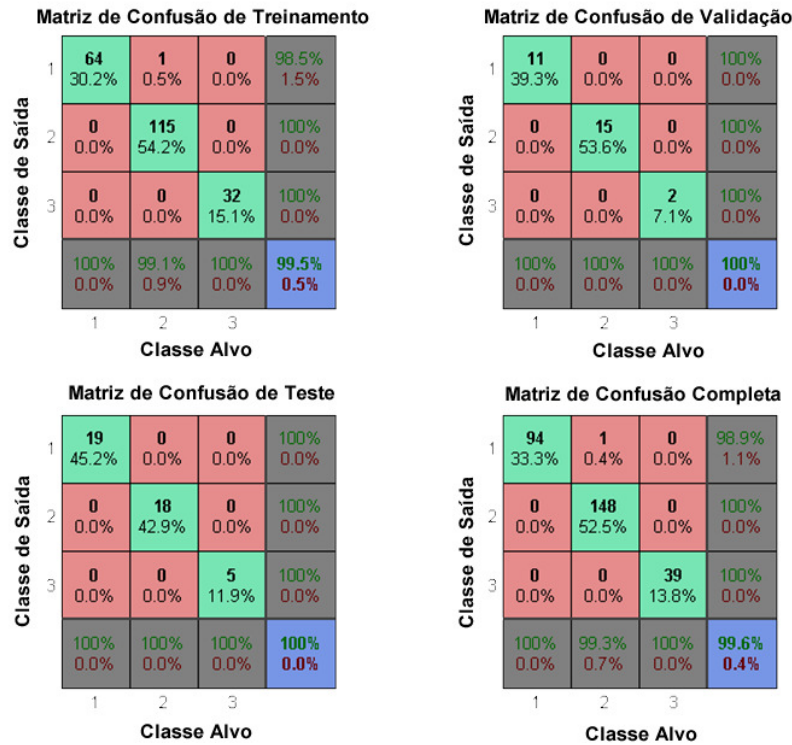 Matriz de Confusão de Treinamento
Classe de Saída
1
64 1 0 98.5%
30.2% 0.5% 0.0% 1.5%
2
0 115 0 100%
0.0% 54.2% 0.0% 0.0%
3
0 0 32 100%
0.0% 0.0% 15.1% 0.0%
100% 99.1% 100% 99.5%
0.0% 0.9% 0.0% 0.5%
1 2 3
Classe Alvo
Matriz de Confusão de Validação
Classe de Saída
1
11 0 0 100%
39.3% 0.0% 0.0% 0.0%
2
0 15 0 100%
0.0% 53.6% 0.0% 0.0%
3
0 0 2 100%
0.0% 0.0% 7.1% 0.0%
100% 100% 100% 100%
0.0% 0.0% 0.0% 0.0%
1 2 3
Classe Alvo
Matriz de Confusão de Teste
Classe de Saída
1
19 0 0 100%
45.2% 0.0% 0.0% 0.0%
2
0 18 0 100%
0.0% 42.9% 0.0% 0.0%
3
0 0 5 100%
0.0% 0.0% 11.9% 0.0%
100% 100% 100% 100%
0.0% 0.0% 0.0% 0.0%
1 2 3
Classe Alvo
Matriz de Confusão Completa
Classe de Saída
1
94 1 0 98.9%
33.3% 0.4% 0.0% 1.1%
2
0 148 0 100%
0.0% 52.5% 0.0% 0.0%
3
0 0 39 100%
0.0% 0.0% 13.8% 0.0%
100% 99.3% 100% 99.6%
0.0% 0.7% 0.0% 0.4%
1 2 3
Classe Alvo